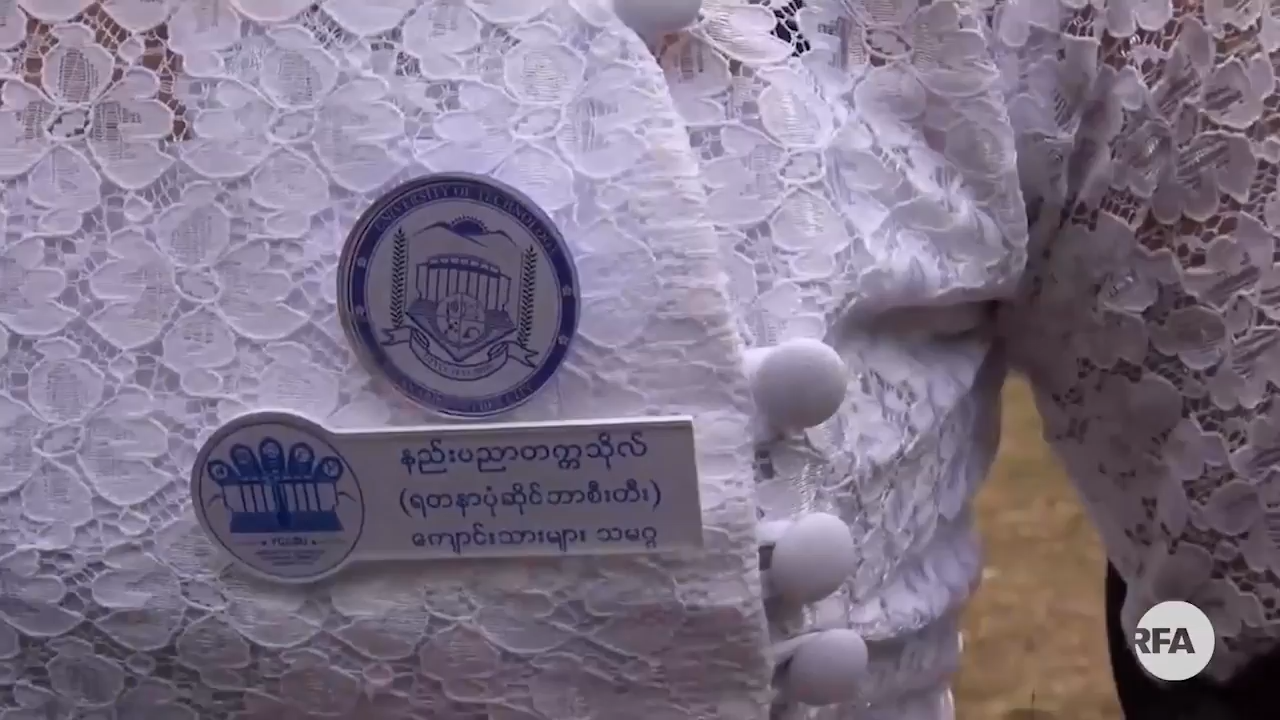 UNIVERSITY OF TECHNOLOGY
နည်းပညာတက္ကသိုလ်
(ရတနာပုံဆိုင်ဘာစီးတီး)
ကျောင်းသားများ သမဂ္ဂ
RFA